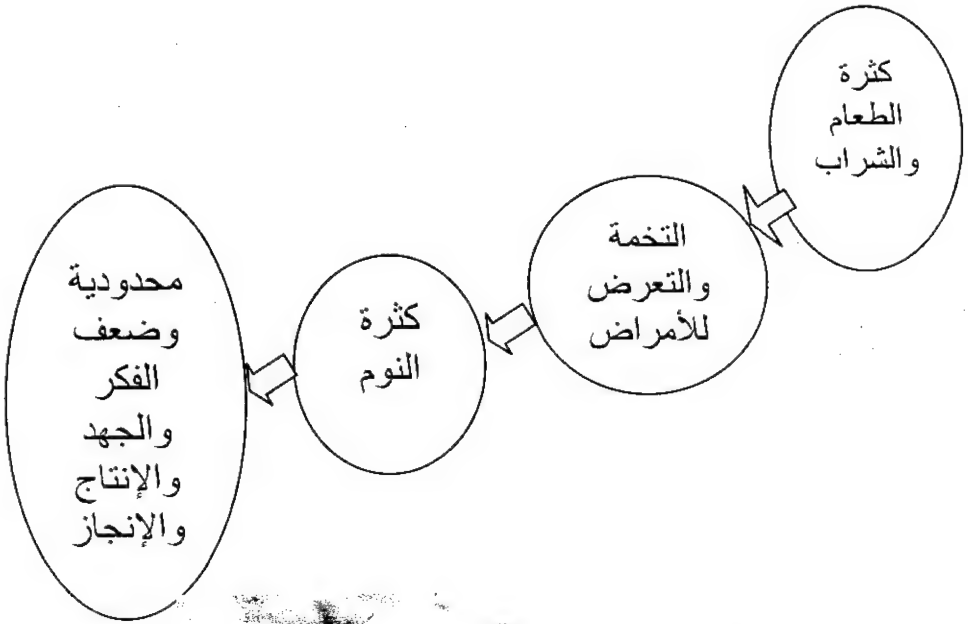 كثرة
الطعام
والشراب
التخمة
والتعرض
للأمراض
كثرة
النوم
محدودية
وضعف
الفكر
والجهد
والإنتاج
والإنجاز